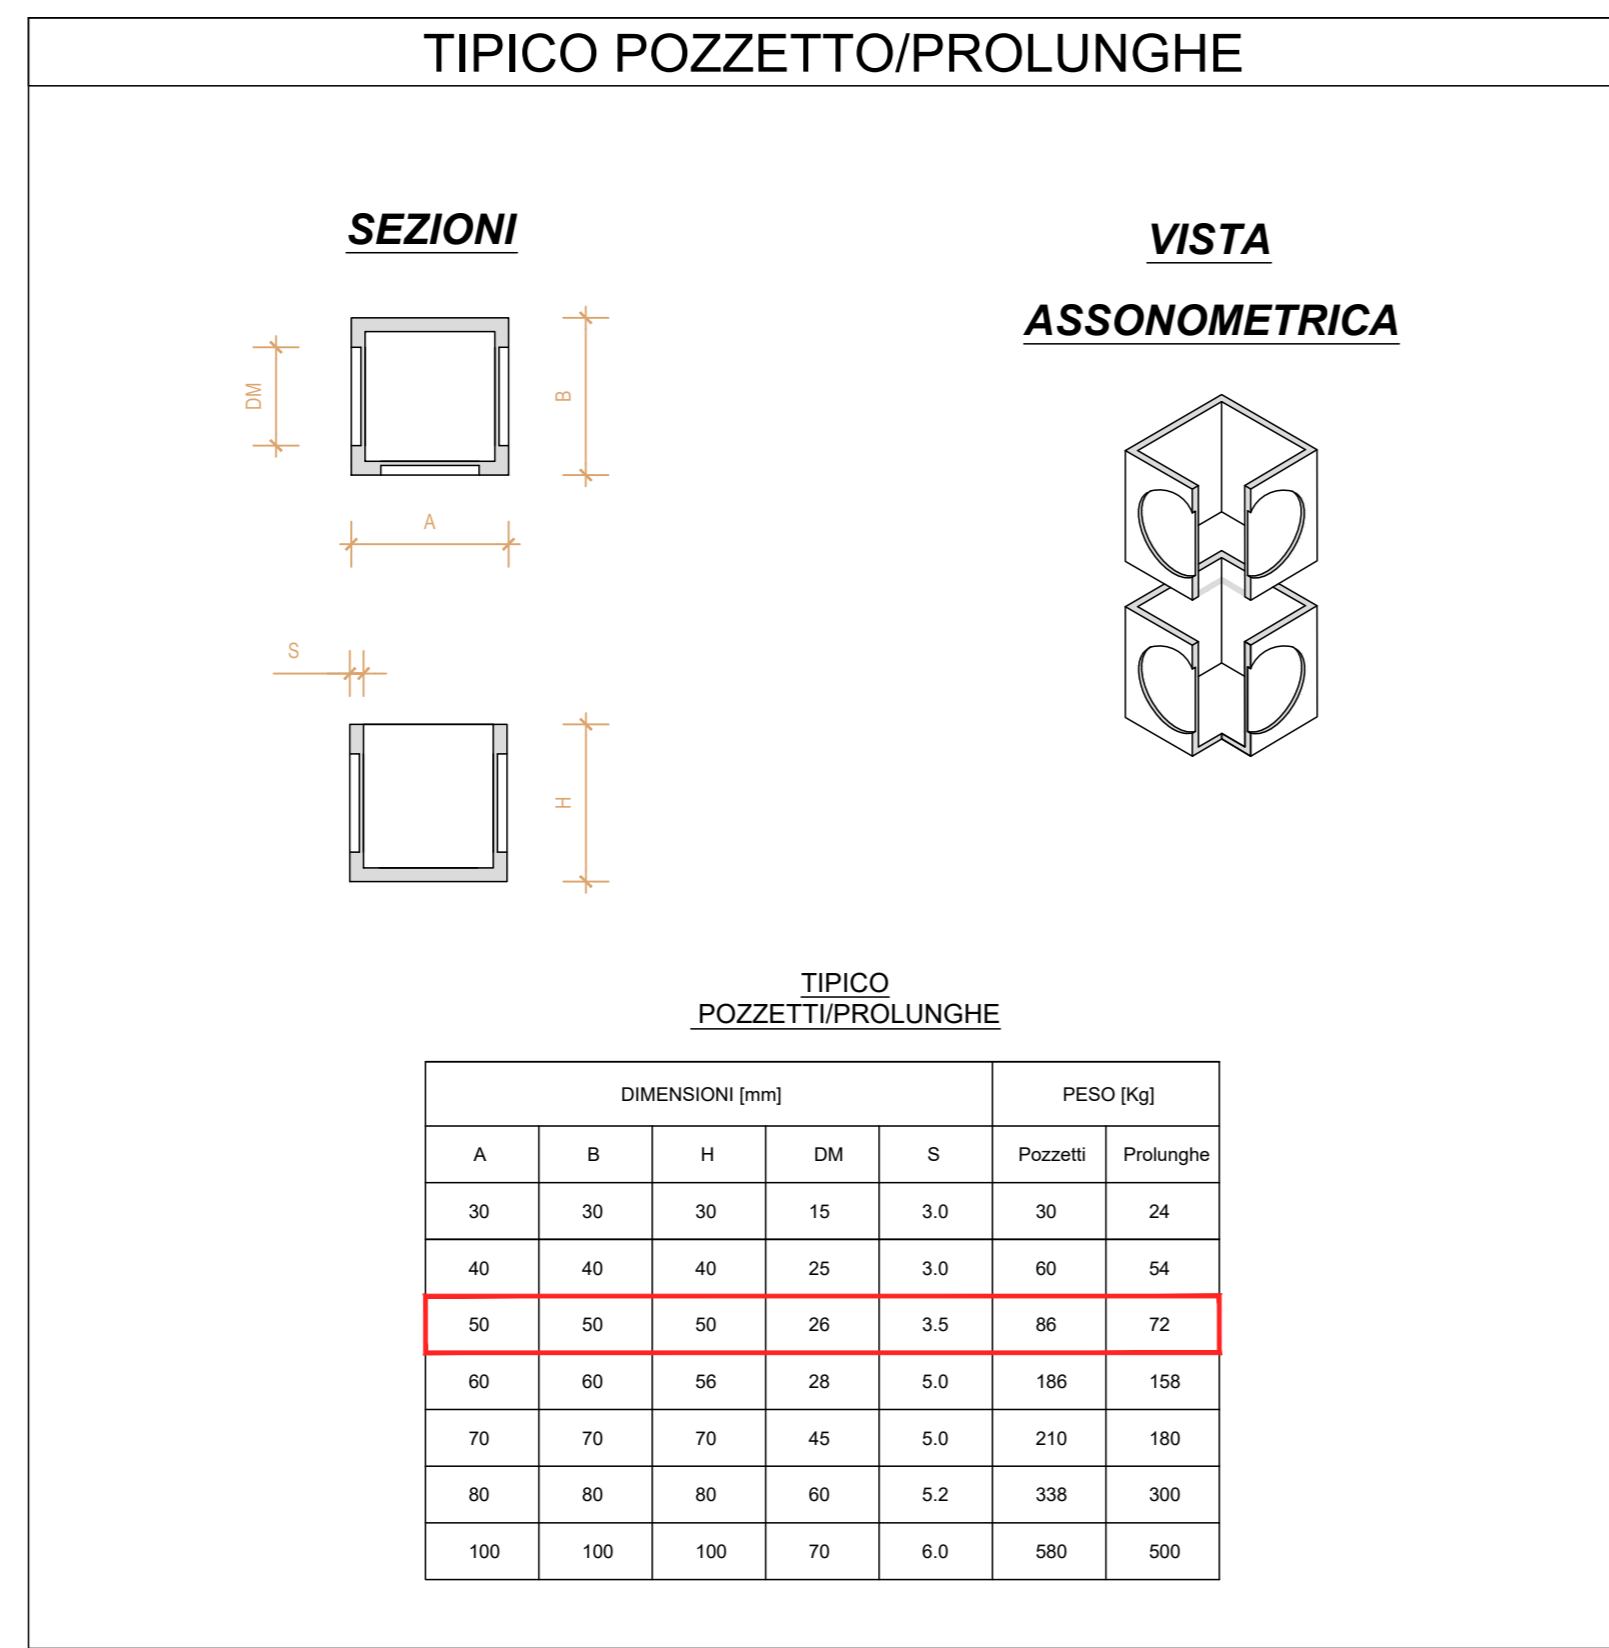 TIPICO POZZETTO/PROLUNGHE
SEZIONI
VISTA
ASSONOMETRICA
DM
B
A
S
H
TIPICO
POZZETTI/PROLUNGHE
DIMENSIONI [mm] PESO [Kg]
A B H DM S Pozzetti Prolunghe
30 30 30 15 3.0 30 24
40 40 40 25 3.0 60 54
50 50 50 26 3.5 86 72
60 60 56 28 5.0 186 158
70 70 70 45 5.0 210 180
80 80 80 60 5.2 338 300
100 100 100 70 6.0 580 500